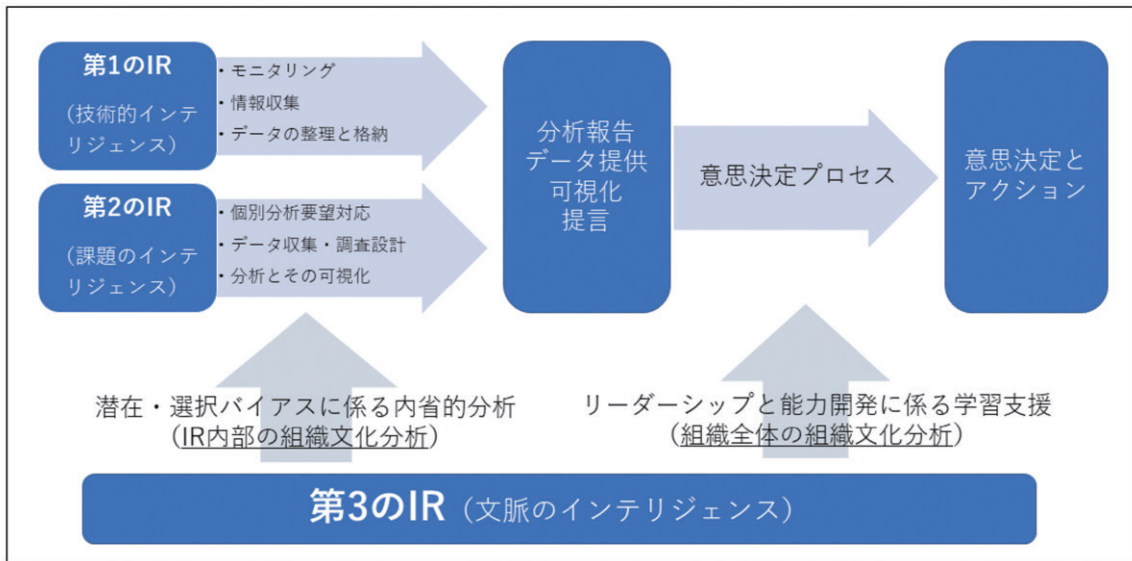 第1のIR
(技術的インテ
リジェンス)
・モニタリング
・情報収集
・データの整理と格納
第2のIR
(課題のインテ
リジェンス)
・個別分析要望対応
・データ収集・調査設計
・分析とその可視化
分析報告
データ提供
可視化
提言
意思決定プロセス
意思決定と
アクション
潜在・選択バイアスに係る内省的分析
(IR内部の組織文化分析)
リーダーシップと能力開発に係る学習支援
(組織全体の組織文化分析)
第3のIR(文脈のインテリジェンス)